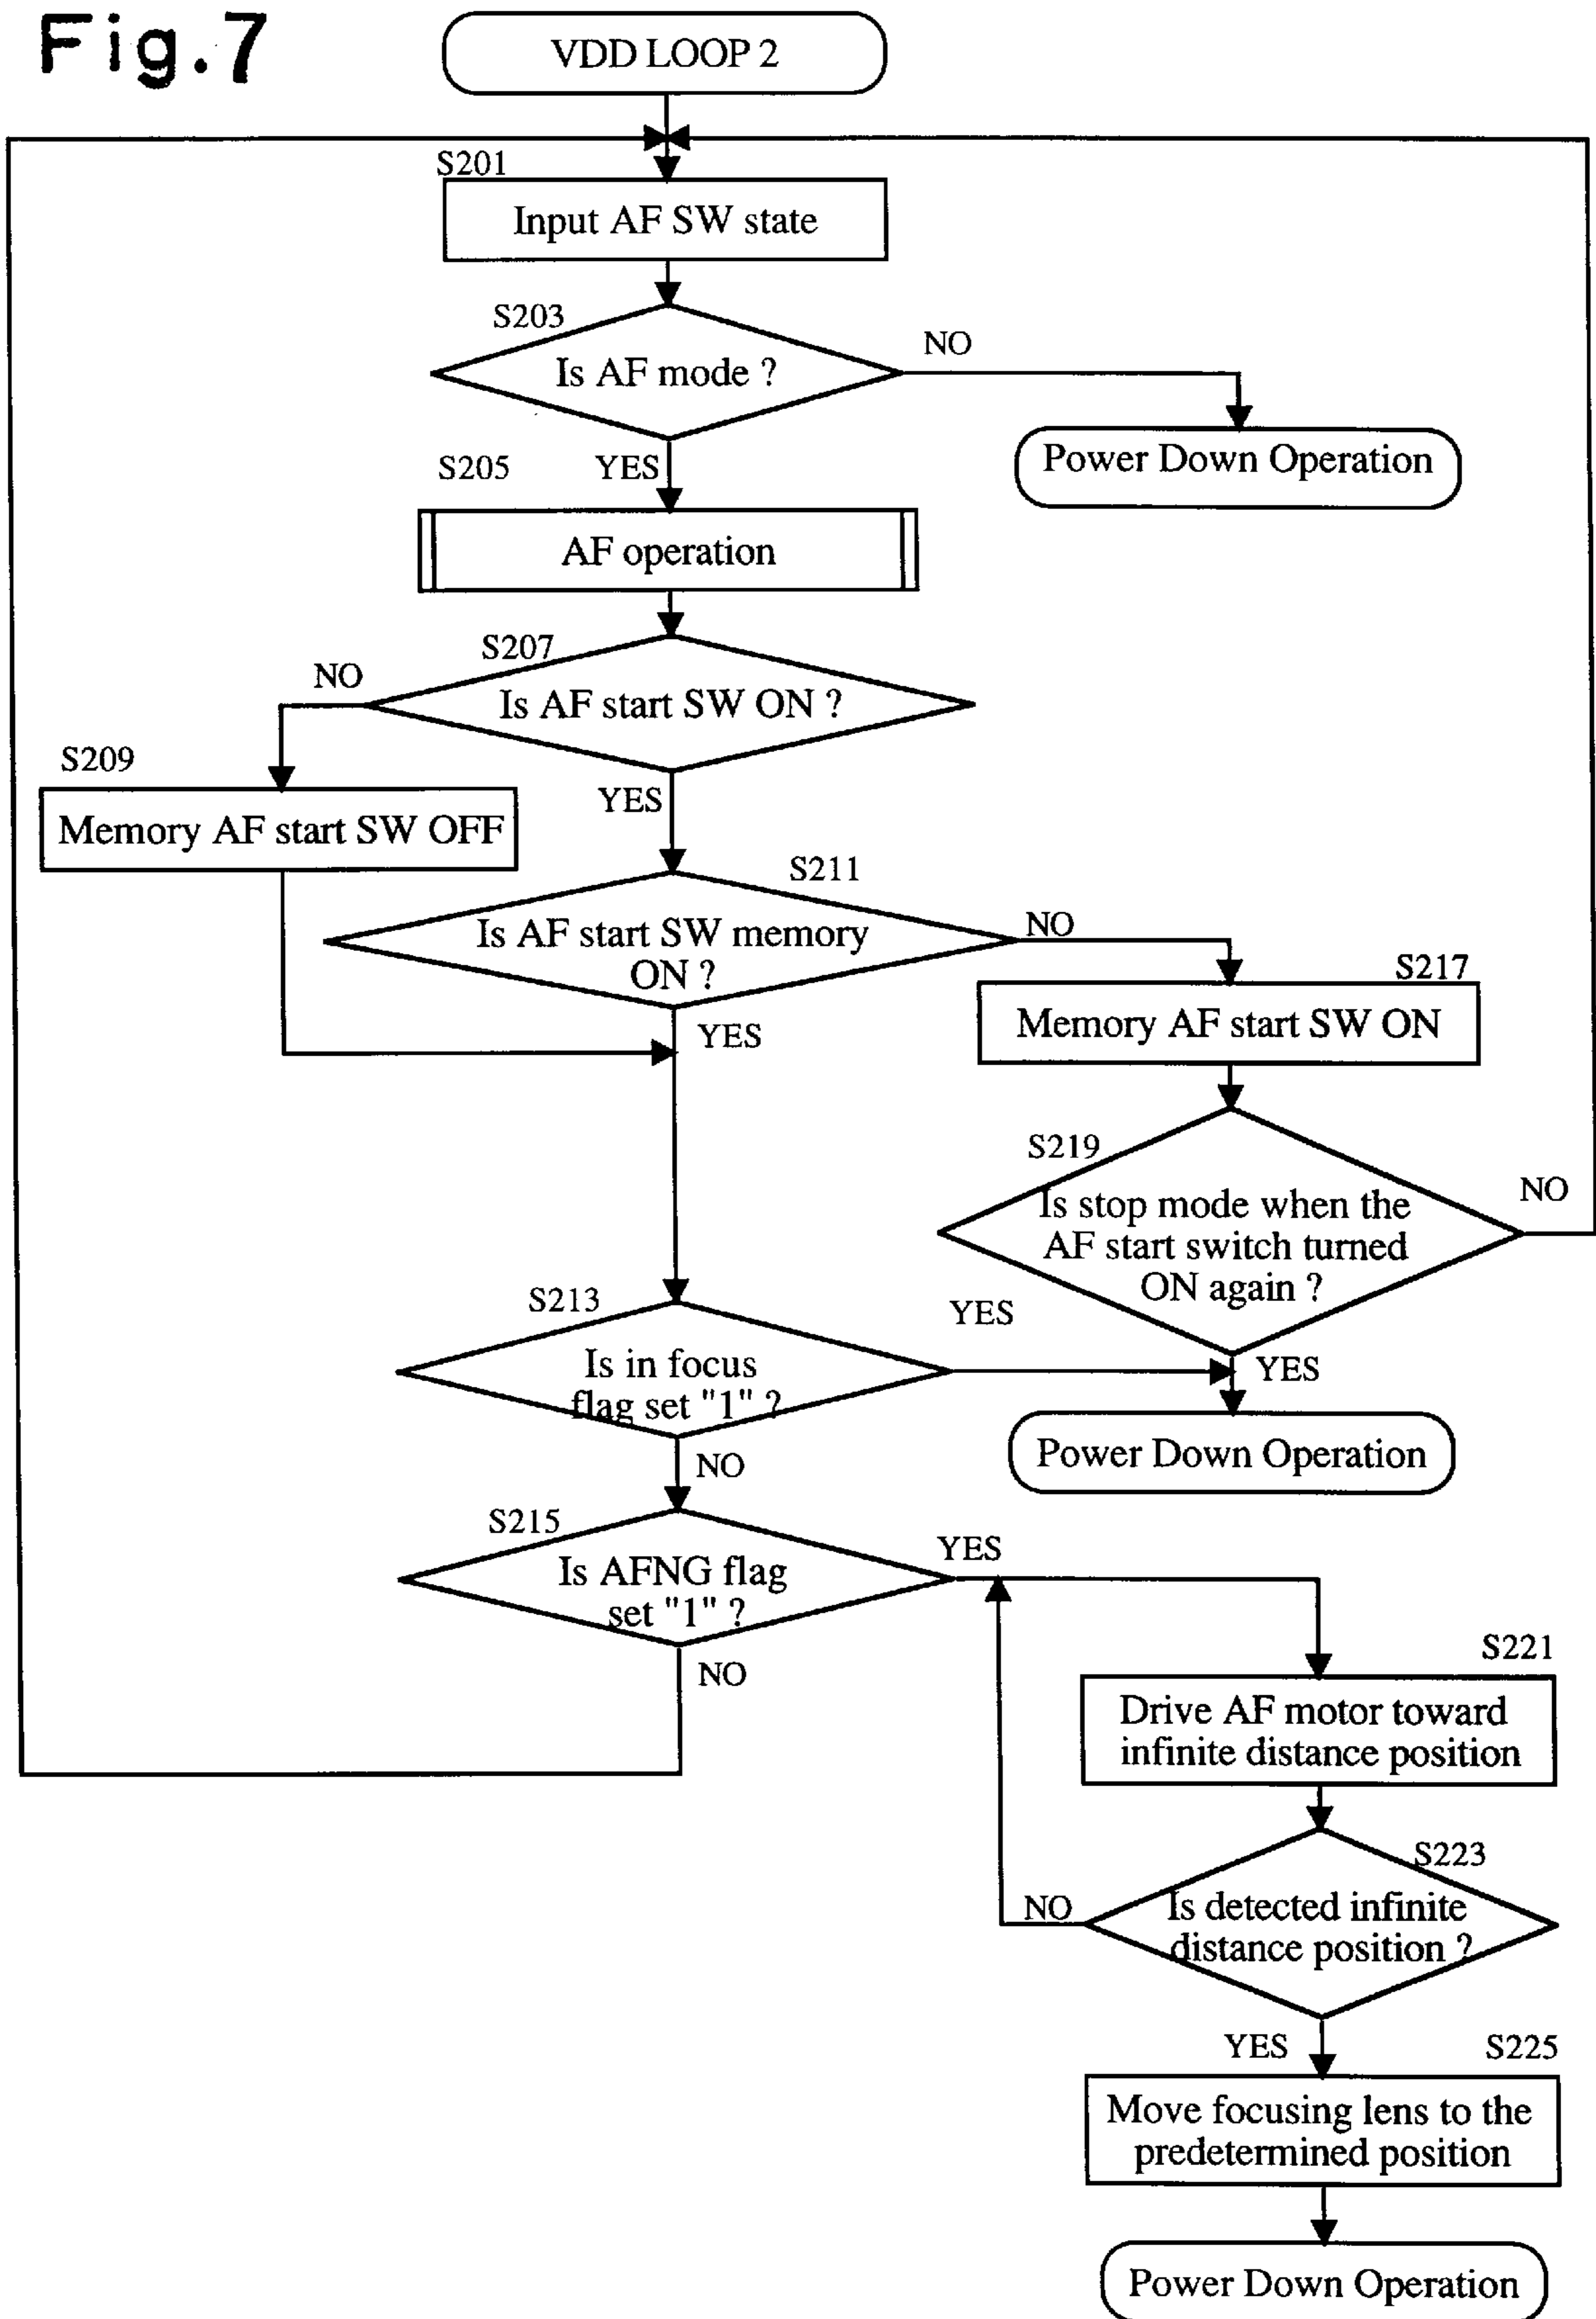 Fig.7
VDD LOOP 2
S201
Input AF SW state
S203
Is AF mode ?
NO
Power Down Operation
S205
YES
AF operation
S207
NO
Is AF start SW ON ?
S209
YES
Memory AF start SW OFF
S211
Is AF start SW memory
ON ?
NO
S217
YES
Memory AF start SW ON
S219
Is stop mode when the
AF start switch turned
ON again ?
NO
S213
YES
Is in focus
flag set "1" ?
YES
Power Down Operation
NO
S215
YES
Is AFNG flag
set "1" ?
NO
S221
Drive AF motor toward
infinite distance position
S223
NO
Is detected infinite
distance position ?
YES
S225
Move focusing lens to the
predetermined position
Power Down Operation